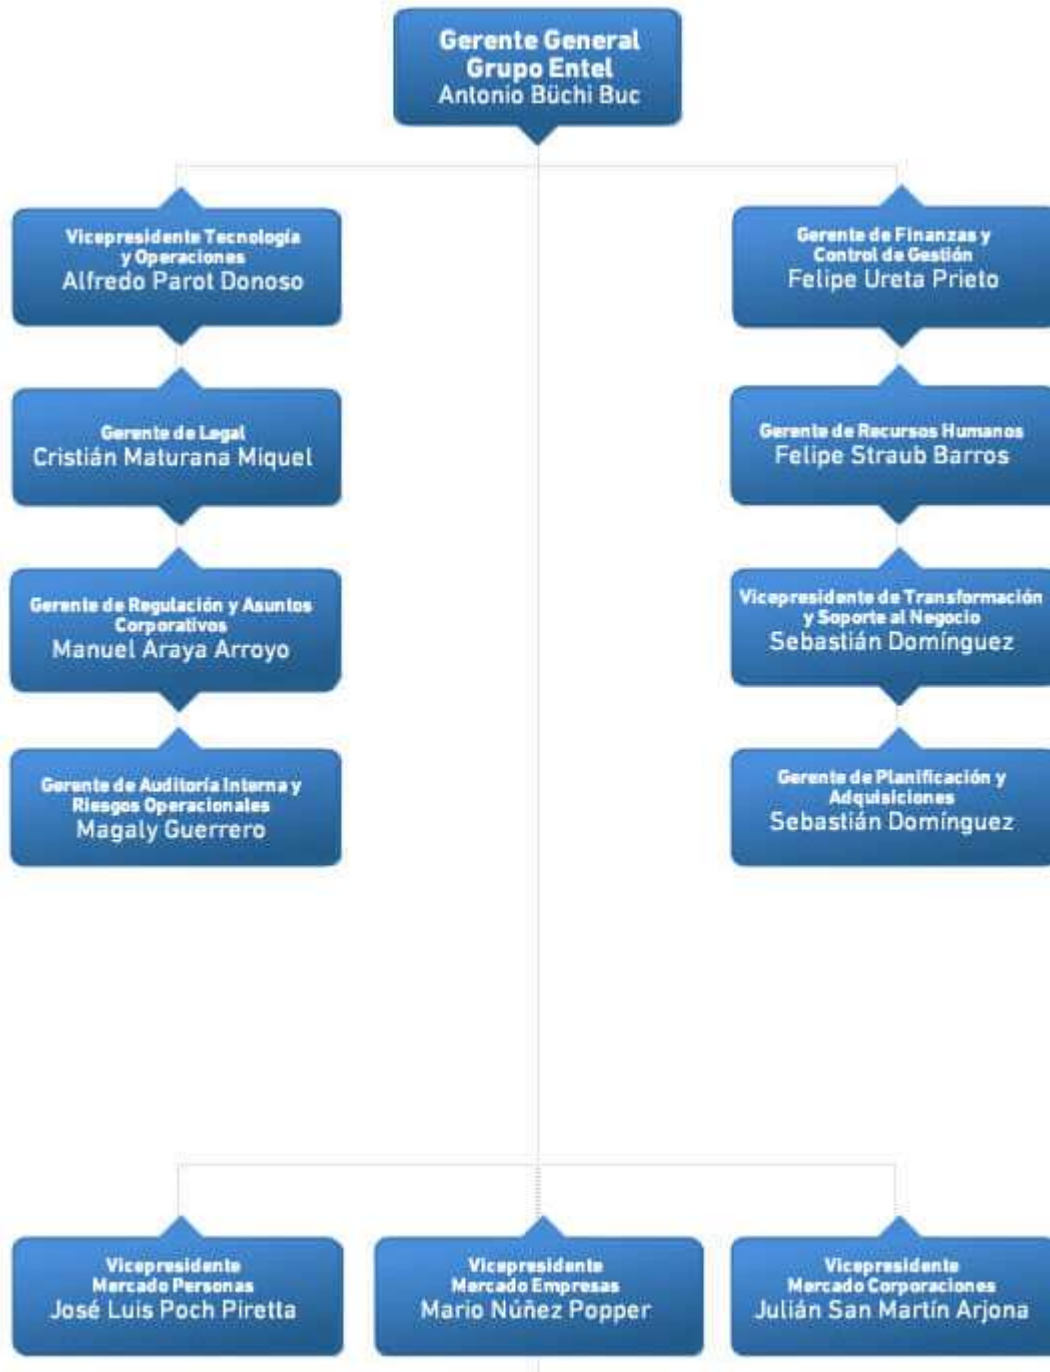 Gerente General
Grupo Entel
Antonio Büchi Buc
Vicepresidente Tecnología
y Operaciones
Alfredo Parot Donoso
Gerente de Legal
Cristián Maturana Miquel
Gerente de Regulación y Asuntos
Corporativos
Manuel Araya Arroyo
Gerente de Auditoría Interna y
Riesgos Operacionales
Magaly Guerrero
Gerente de Finanzas y
Control de Gestión
Felipe Ureta Prieto
Gerente de Recursos Humanos
Felipe Straub Barros
Vicepresidente de Transformación
y Soporte al Negocio
Sebastián Domínguez
Gerente de Planificación y
Adquisiciones
Sebastián Domínguez
Vicepresidente
Mercado Personas
José Luis Poch Piretta
Vicepresidente
Mercado Empresas
Mario Núñez Popper
Vicepresidente
Mercado Corporaciones
Julián San Martín Arjona